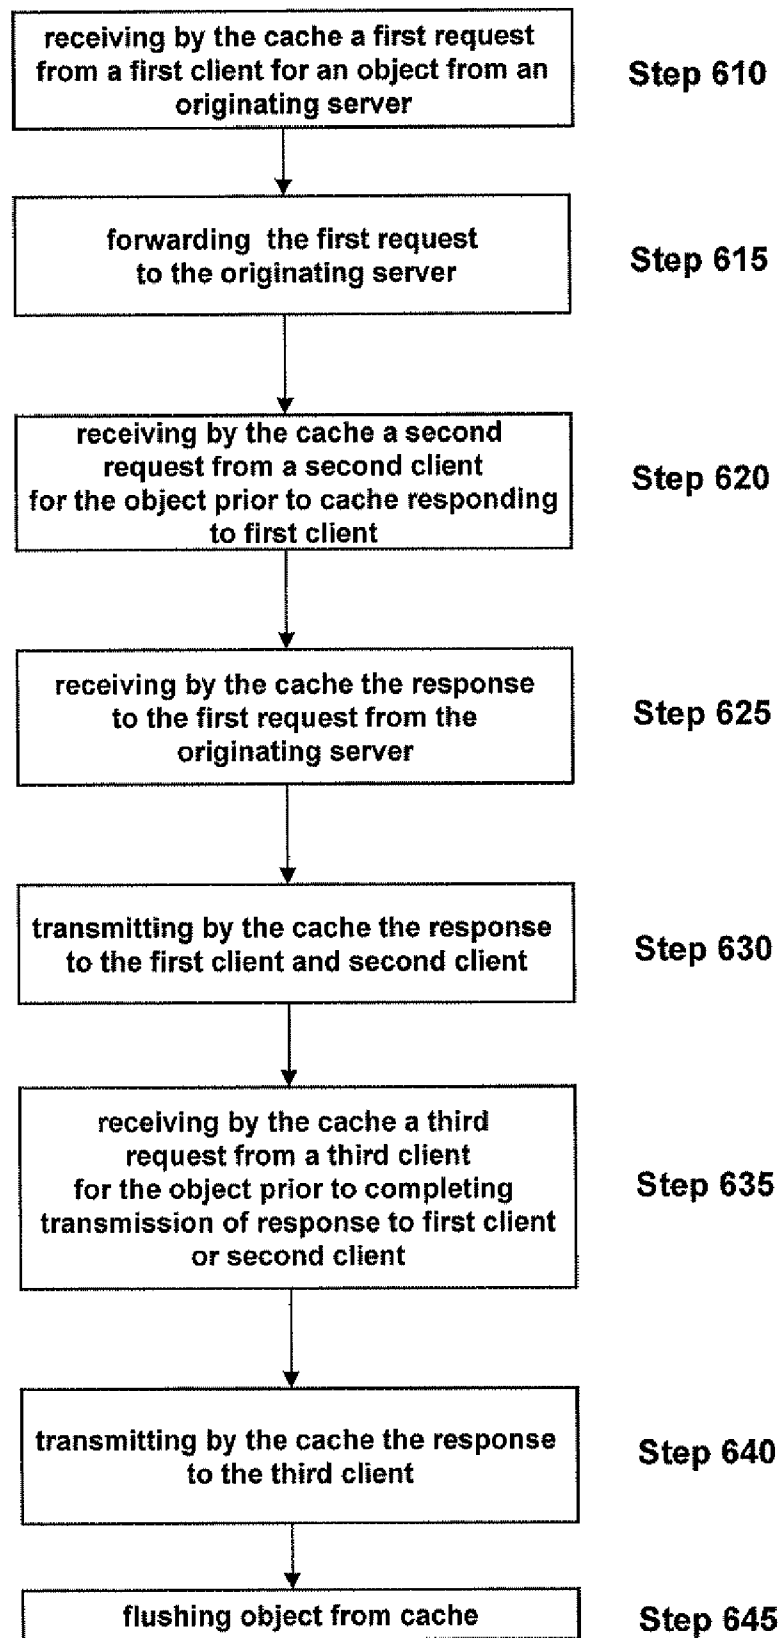 receiving by the cache a first request
from a first client for an object from an
originating server
Step 610
forwarding the first request
to the originating server
Step 615
receiving by the cache a second
request from a second client
for the object prior to cache responding
to first client
Step 620
receiving by the cache the response
to the first request from the
originating server
Step 625
transmitting by the cache the response
to the first client and second client
Step 630
receiving by the cache a third
request from a third client
for the object prior to completing
transmission of response to first client
or second client
Step 635
transmitting by the cache the response
to the third client
Step 640
flushing object from cache
Step 645